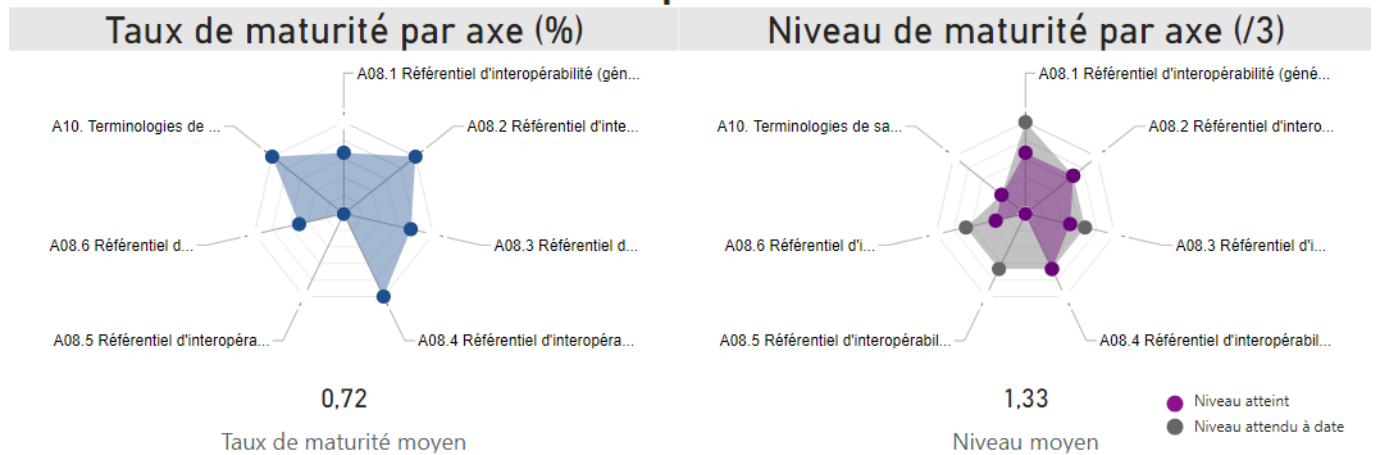 Taux de maturité par axe (%)
A08.1 Référentiel d'interopérabilité (gén...
A10. Terminologies de ...
A08.2 Référentiel d'inte...
A08.6 Référentiel d...
A08.3 Référentiel d...
A08.5 Référentiel d'interopéra...
A08.4 Référentiel d'interopéra...
0,72
Taux de maturité moyen
Niveau de maturité par axe (/3)
A08.1 Référentiel d'interopérabilité (géné...
A10. Terminologies de sa...
A08.2 Référentiel d'intero...
A08.6 Référentiel d'i...
A08.3 Référentiel d'i...
A08.5 Référentiel d'interopérabil...
A08.4 Référentiel d'interopérabil...
1,33
Niveau moyen
Niveau atteint
Niveau attendu à date